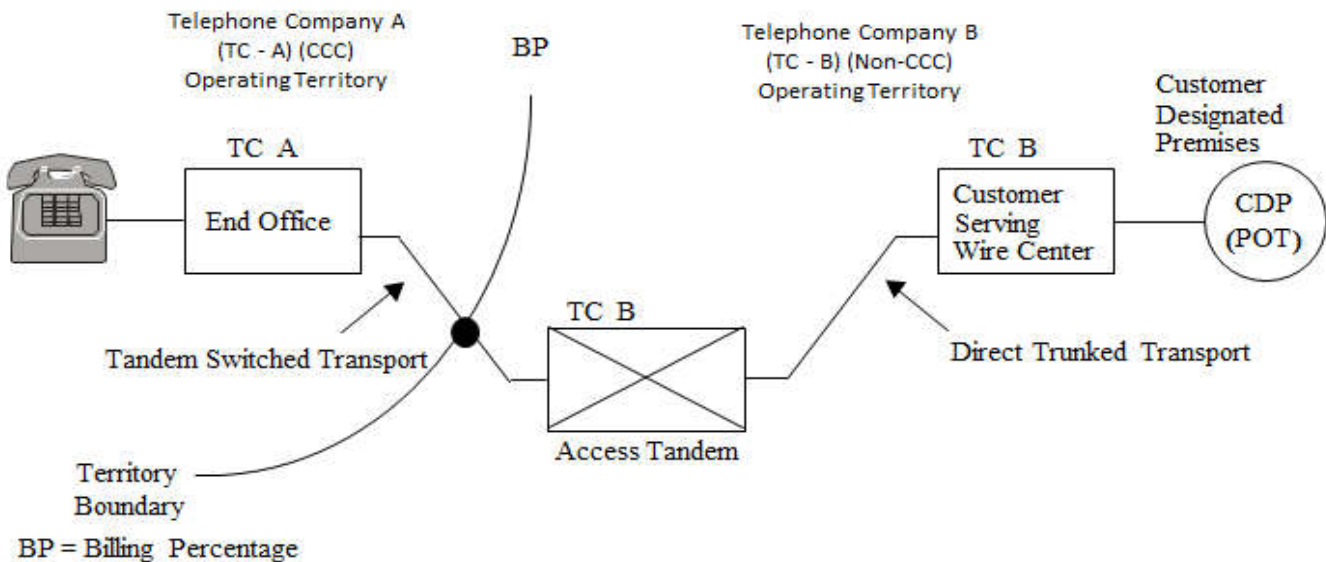 Telephone Company A
(TC - A) (CCC)
Operating Territory
BP
Telephone Company B
(TC - B) (Non-CCC)
Operating Territory
Customer
Designated
Premises
TC A
End Office
TC B
Customer
Serving
Wire Center
CDP
(POT)
TC B
Tandem Switched Transport
Direct Trunked Transport
Access Tandem
Territory
Boundary
BP = Billing Percentage